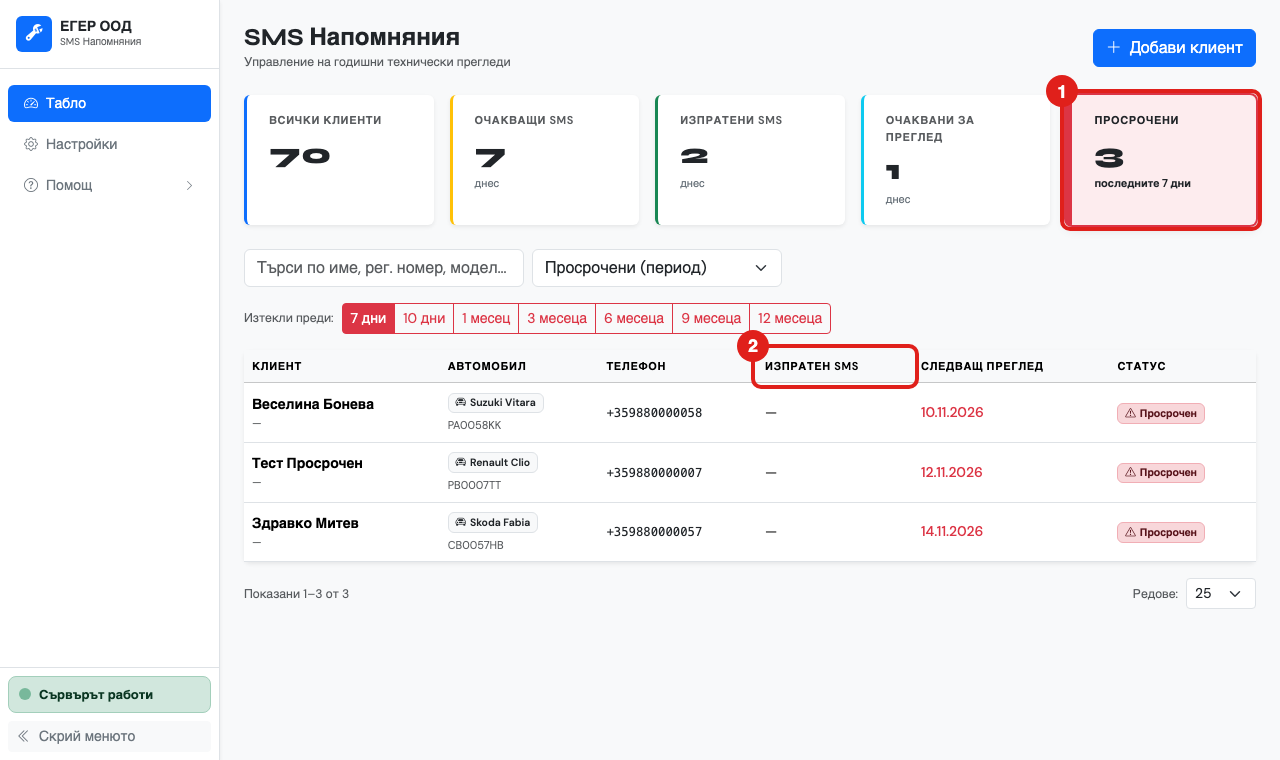 ЕГЕР ООД
SMS Напомняния
Табло
Настройки
Помощ
Сървърът работи
Скрий менюто
SMS Напомняния
Управление на годишни технически прегледи
Добави клиент
ВСИЧКИ КЛИЕНТИ
70
ОЧАКВАЩИ SMS
7
днес
ИЗПРАТЕНИ SMS
2
днес
ОЧАКВАНИ ЗА
ПРЕГЛЕД
1
днес
1
ПРОСРОЧЕНИ
3
последните 7 дни
Търси по име, рег. номер, модел...
Просрочени (период)
Изтекли преди: 7 дни 10 дни 1 месец 3 месеца 6 месеца 9 месеца 12 месеца
2
КЛИЕНТ АВТОМОБИЛ ТЕЛЕФОН ИЗПРАТЕН SMS СЛЕДВАЩ ПРЕГЛЕД СТАТУС
Веселина Бонева
—
Suzuki Vitara
PA0058KK
+359880000058 — 10.11.2026 Просрочен
Тест Просрочен
—
Renault Clio
PB0007TT
+359880000007 — 12.11.2026 Просрочен
Здравко Митев
—
Skoda Fabia
CB0057HB
+359880000057 — 14.11.2026 Просрочен
Показани 1–3 от 3
Редове: 25